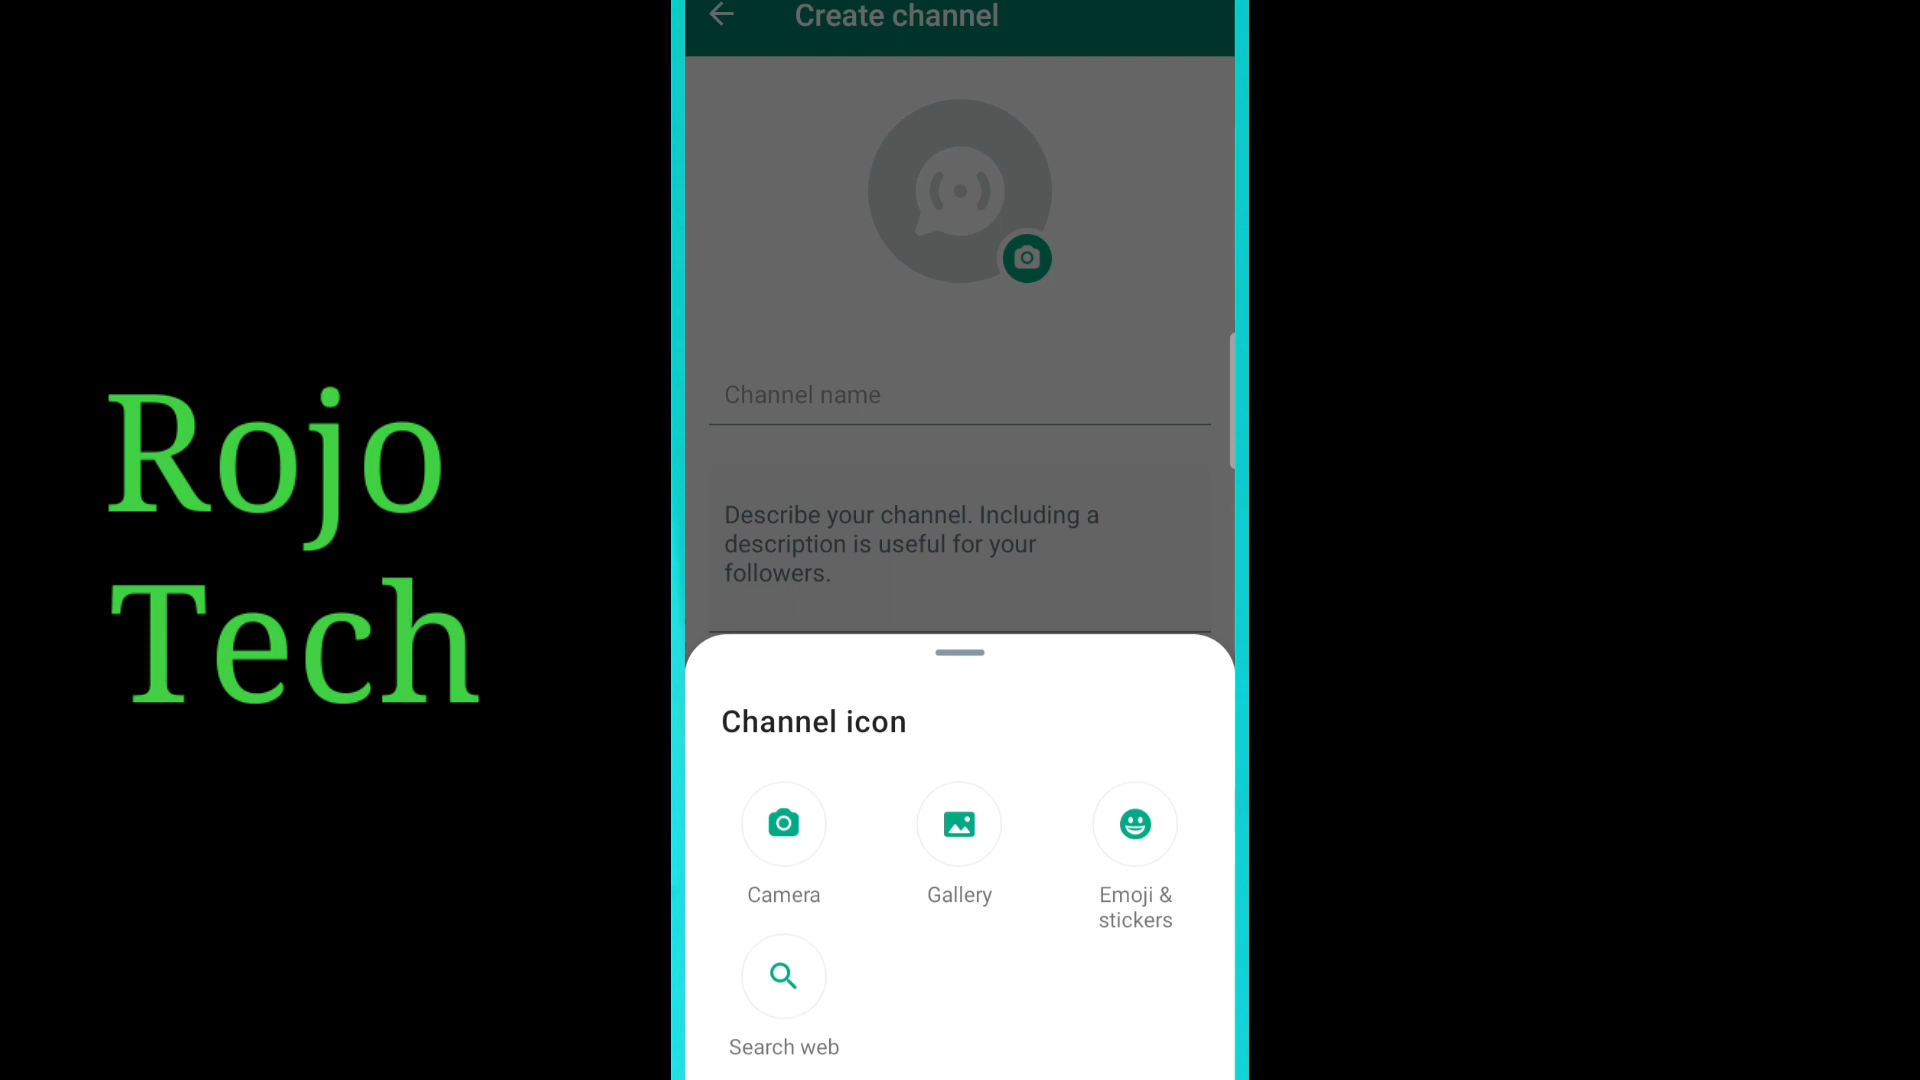 Create channel
Rojo
Tech
Channel name
Describe your channel. Including a
description is useful for your
followers.
Channel icon
Camera
Gallery
Emoji &
stickers
Search web